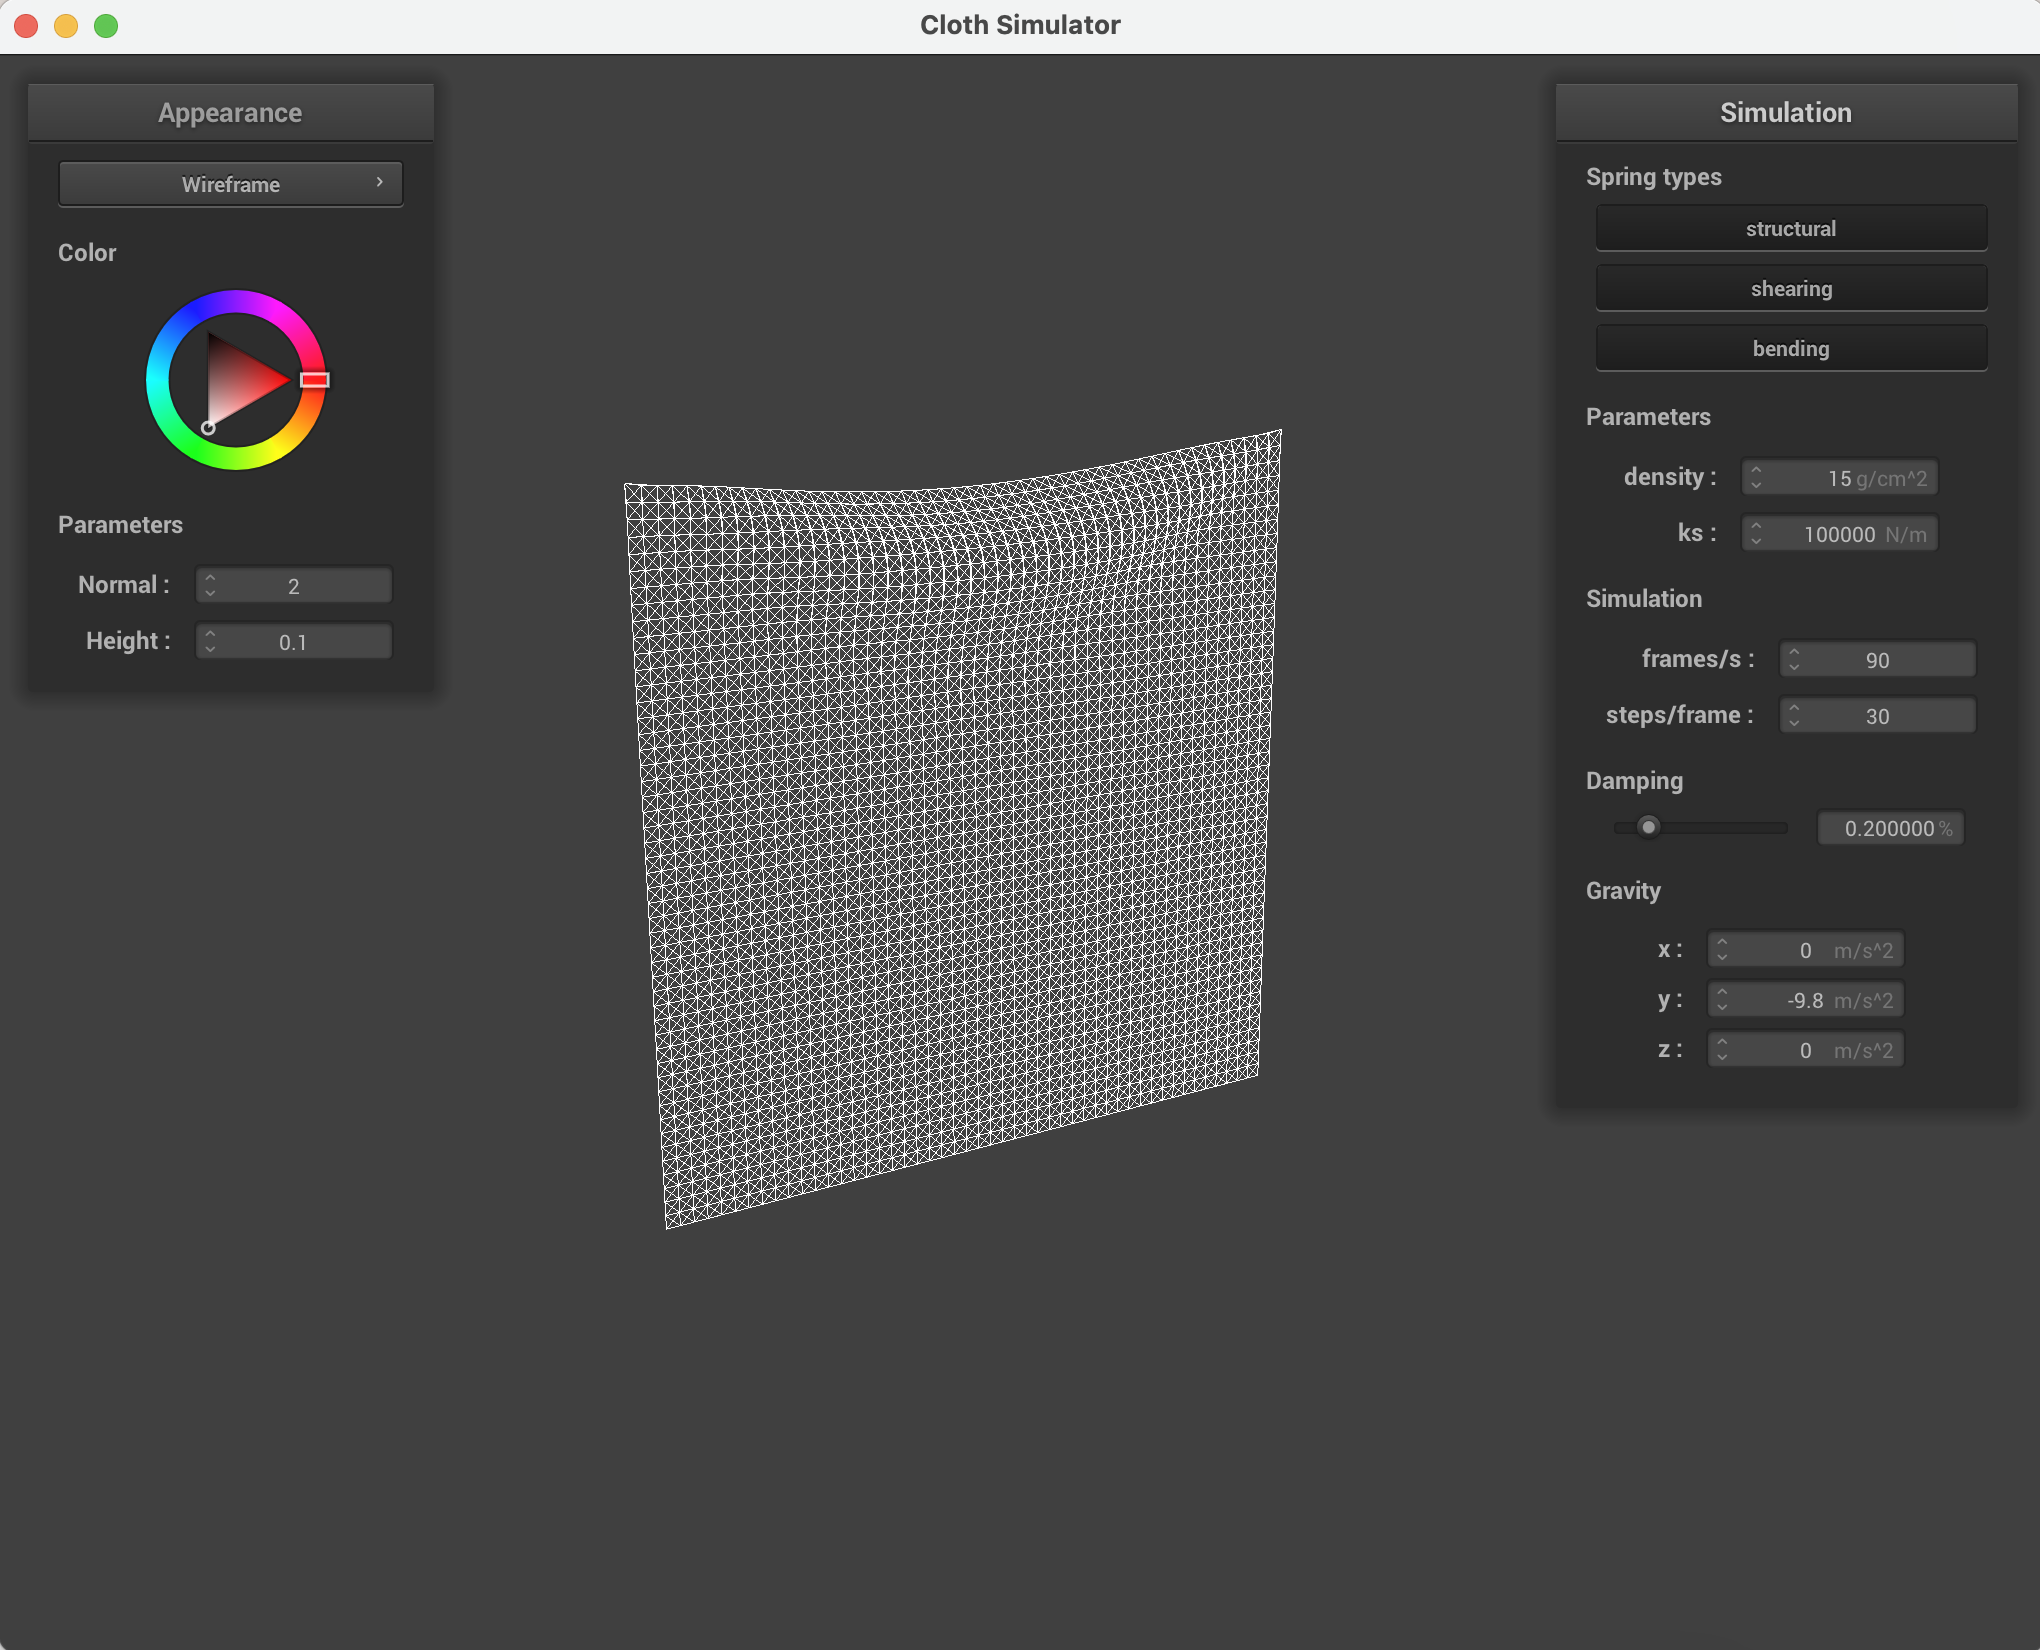 Cloth Simulator
Appearance
Wireframe
Color
Parameters
Normal : 2
Height : 0.1
Simulation
Spring types
structural
shearing
bending
Parameters
density : 15 g/cm^2
ks : 100000 N/m
Simulation
frames/s : 90
steps/frame : 30
Damping
0.200000 %
Gravity
x : 0 m/s^2
y : -9.8 m/s^2
z : 0 m/s^2